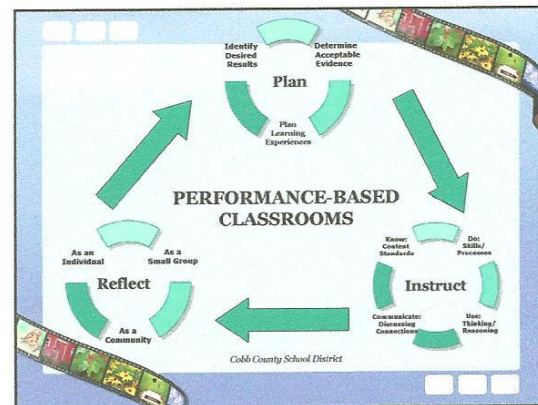 Identify
Desired
Results
Determine
Acceptable
Evidence
Plan
Plan
Learning
Experiences
PERFORMANCE-BASED
CLASSROOMS
As an
Individual
As a
Small Group
Reflect
As a
Community
Know:
Content
Standards
Do:
Skills/
Processes
Instruct
Communicate:
Discussing
Connections
Use:
Thinking/
Reasoning
Cobb County School District